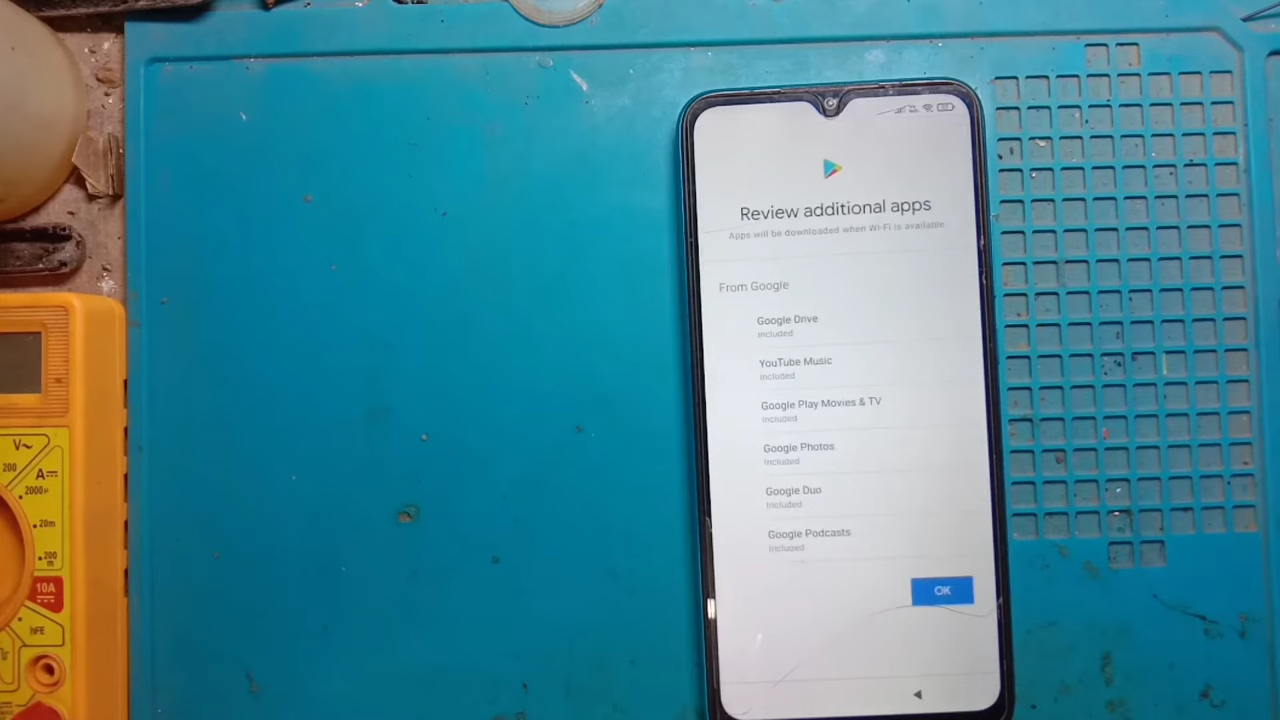 Review additional apps
Apps will be downloaded when Wi-Fi is available.
From Google
Google Drive
Included
YouTube Music
Included
Google Play Movies & TV
Included
Google Photos
Included
Google Duo
Included
Google Podcasts
Included
OK
V~
200
A
2000µ
20m
200
m
10A
hFE